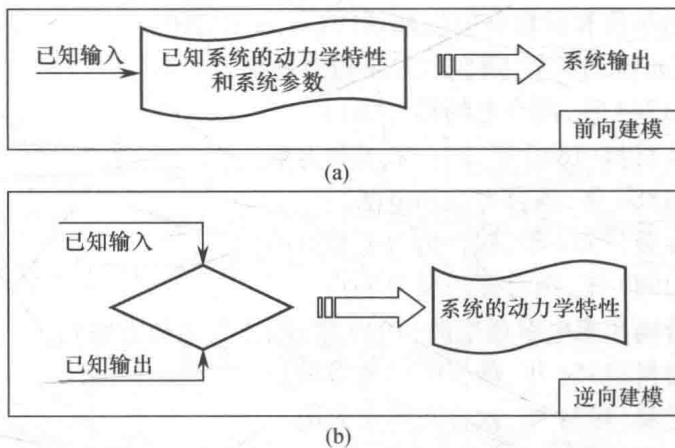 已知输入
已知系统的动力学特性
和系统参数
系统输出
前向建模
(a)
已知输入
系统的动力学特性
已知输出
逆向建模
(b)